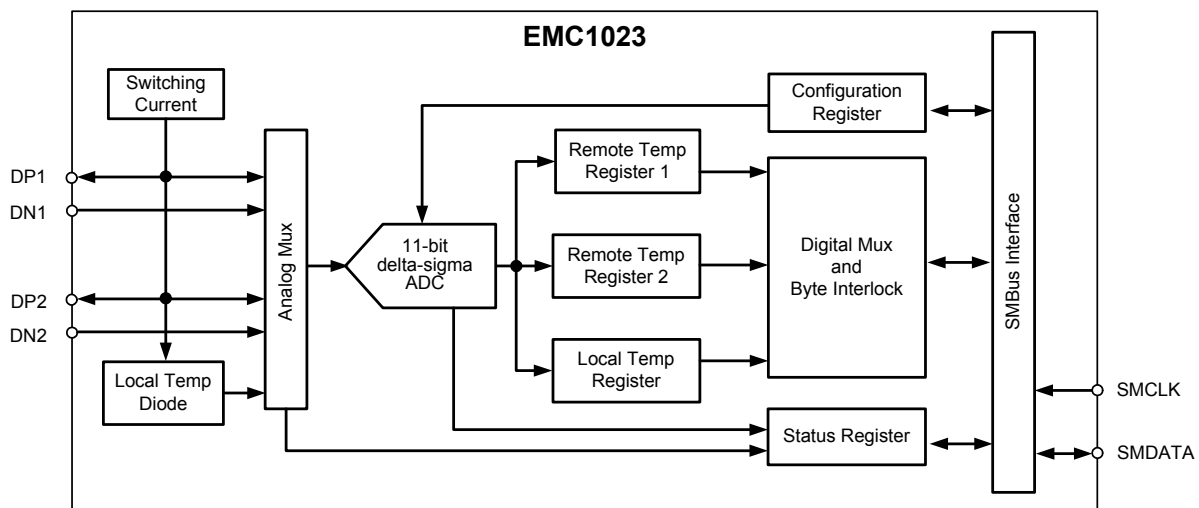 EMC1023
Switching
Current
Configuration
Register
Remote Temp
Register 1
DP1
DN1
Analog Mux
11-bit
delta-sigma
ADC
Remote Temp
Register 2
Digital Mux
and
Byte Interlock
SMBus Interface
DP2
DN2
Local Temp
Diode
Local Temp
Register
SMCLK
Status Register
SMDATA